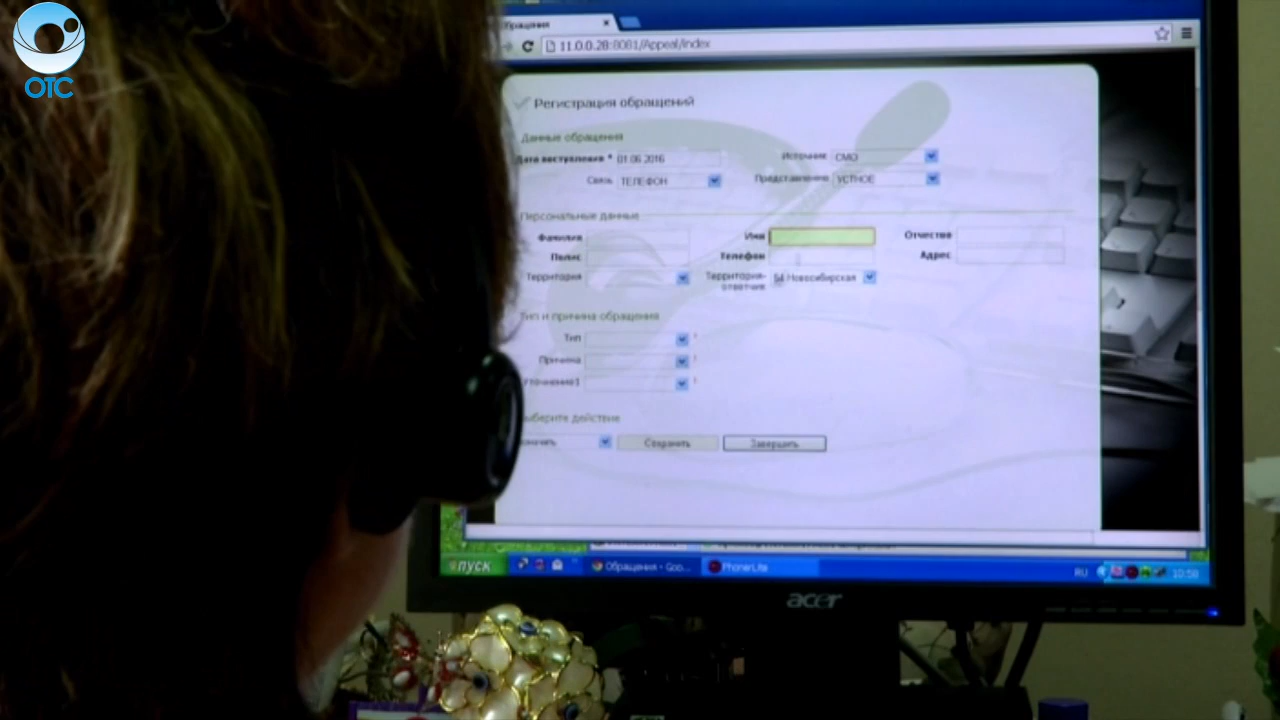 ОТС
Обращения
11.0.0.28:8081/Appeal/Index
Регистрация обращений
Данные обращения
Дата поступления * 01.06.2016 Источник СМО
Связь ТЕЛЕФОН Представление УСТНОЕ
Персональные данные
Фамилия Имя Отчество
Полис Телефон Адрес
Территория Территория-ответчик 54 Новосибирская
Тип и причина обращения
Тип *
Причина *
Уточнение1 *
Выберите действие
Сохранить Завершить
пуск Обращения - Goo... PhonerLite RU 10:58
acer